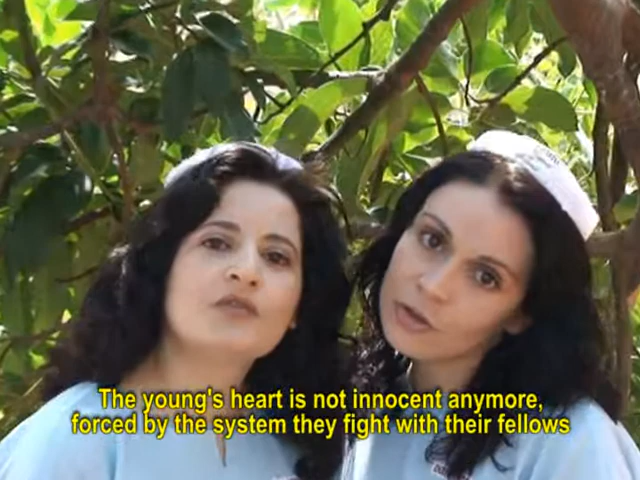 The young's heart is not innocent anymore,
forced by the system they fight with their fellows